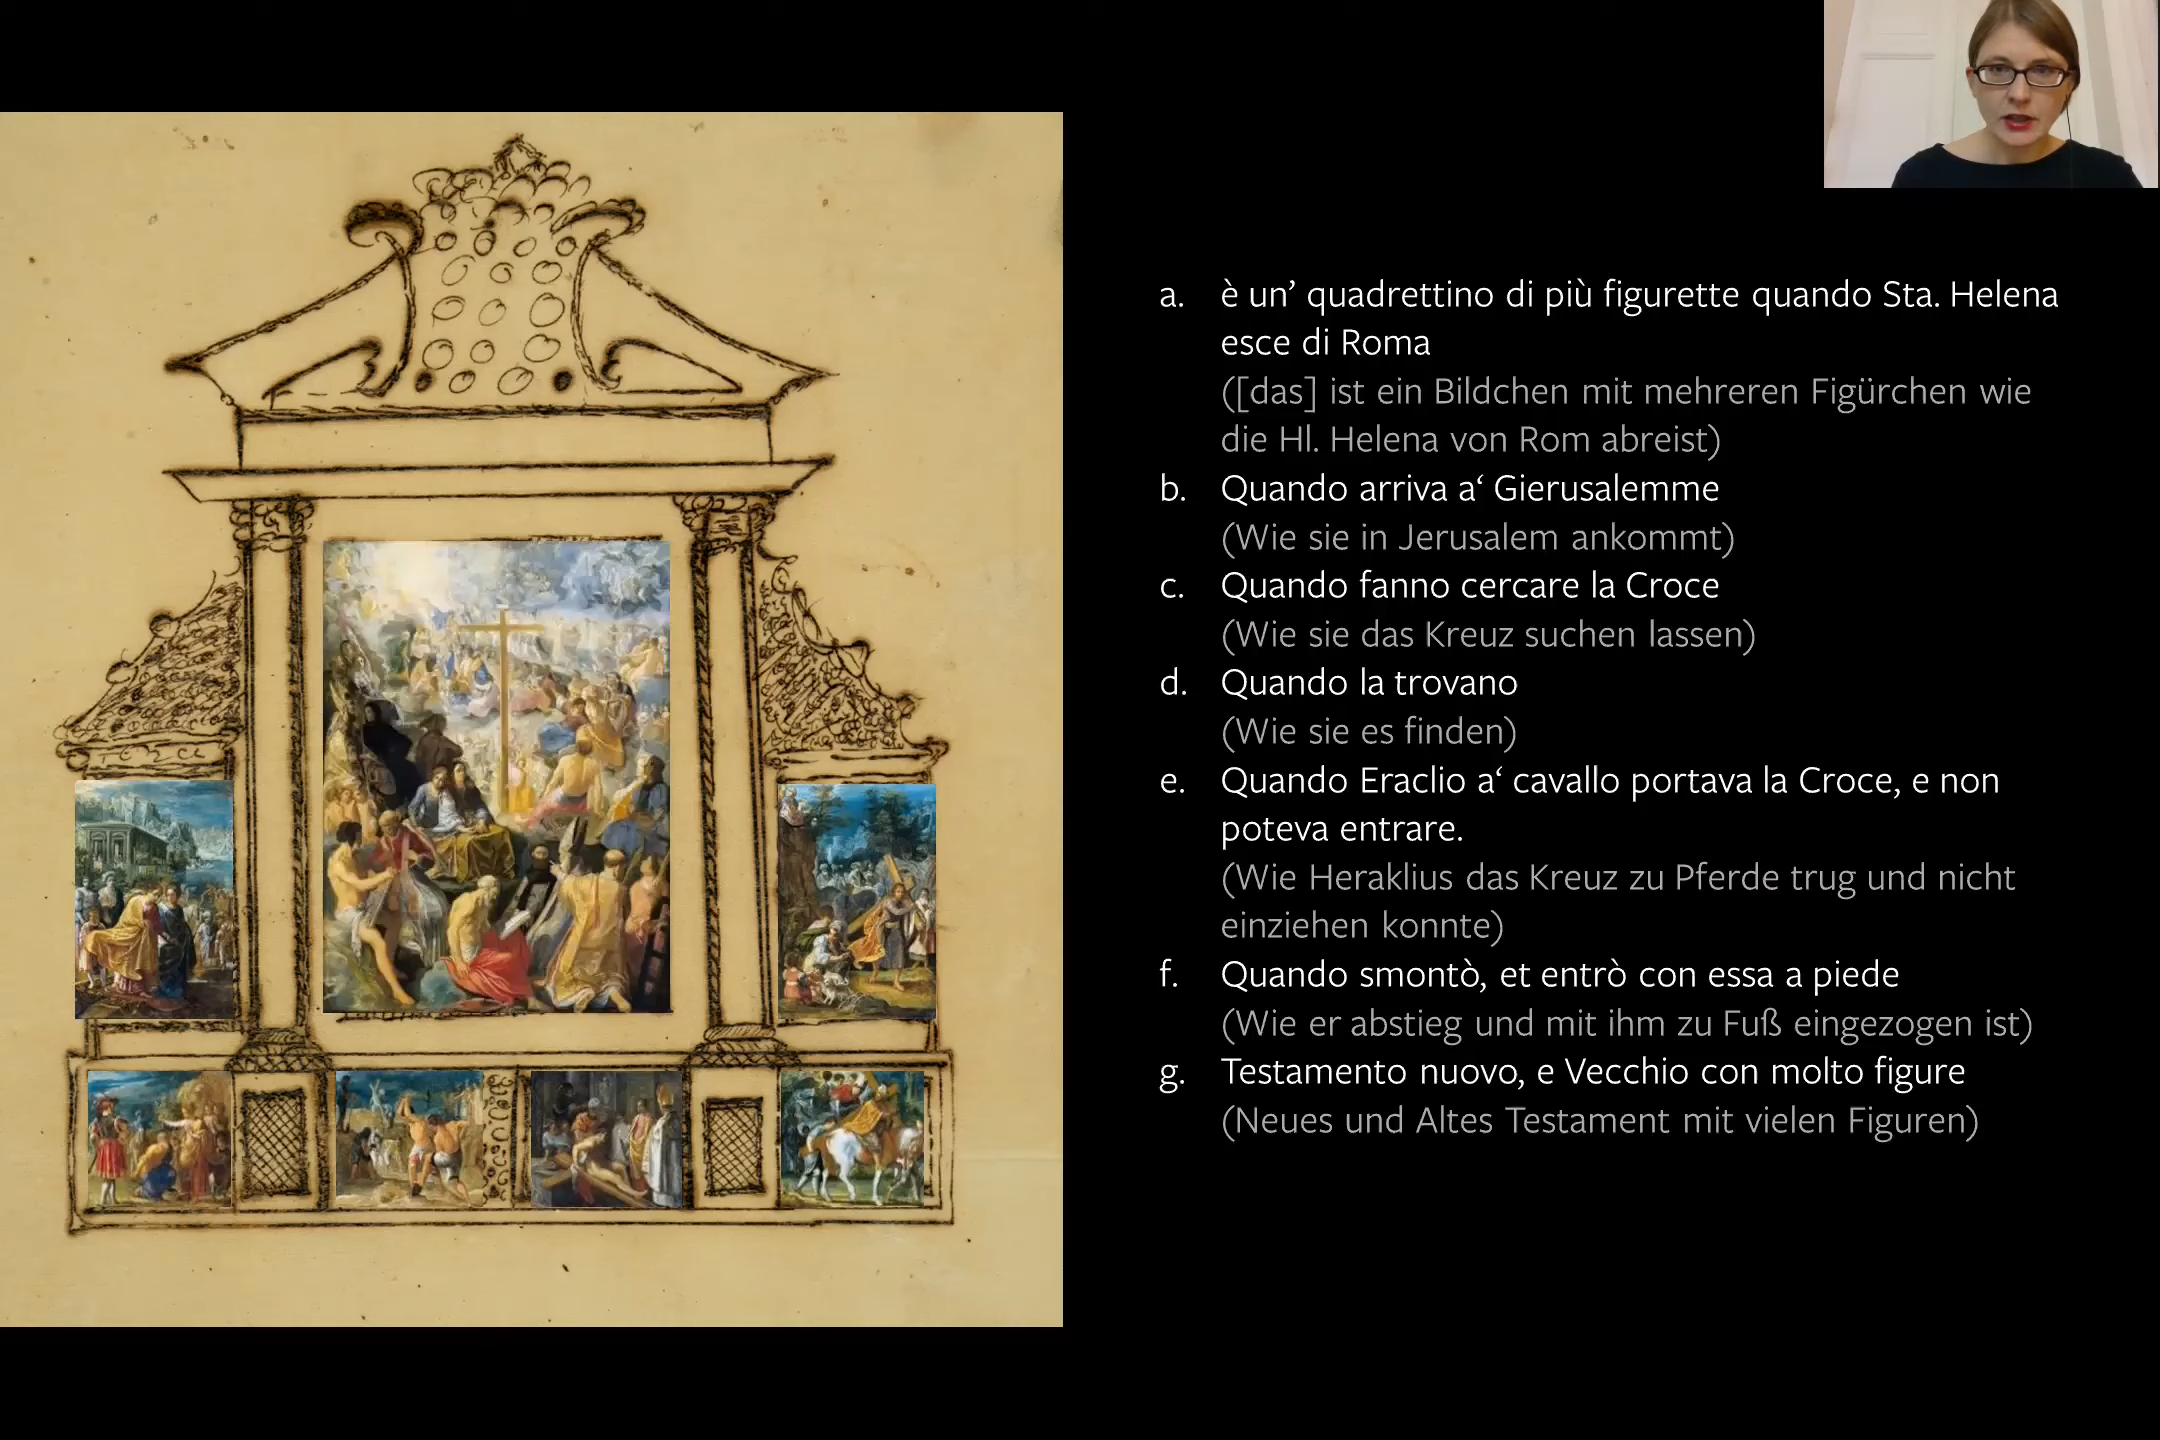 a. è un’ quadrettino di più figurette quando Sta. Helena
esce di Roma
([das] ist ein Bildchen mit mehreren Figürchen wie
die Hl. Helena von Rom abreist)
b. Quando arriva a‘ Gierusalemme
(Wie sie in Jerusalem ankommt)
c. Quando fanno cercare la Croce
(Wie sie das Kreuz suchen lassen)
d. Quando la trovano
(Wie sie es finden)
e. Quando Eraclio a‘ cavallo portava la Croce, e non
poteva entrare.
(Wie Heraklius das Kreuz zu Pferde trug und nicht
einziehen konnte)
f. Quando smontò, et entrò con essa a piede
(Wie er abstieg und mit ihm zu Fuß eingezogen ist)
g. Testamento nuovo, e Vecchio con molto figure
(Neues und Altes Testament mit vielen Figuren)